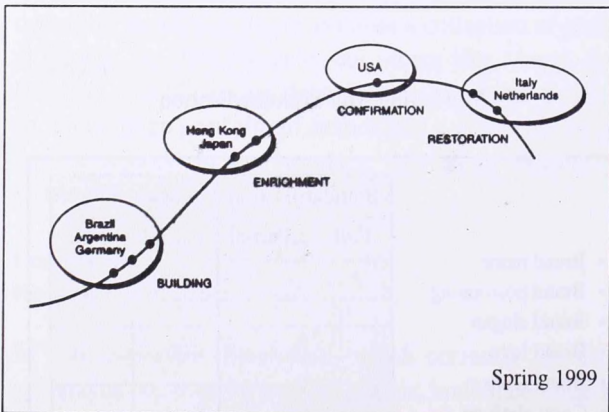 USA
CONFIRMATION
Italy
Netherlands
RESTORATION
Hong Kong
Japan
ENRICHMENT
Brazil
Argentina
Germany
BUILDING
Spring 1999